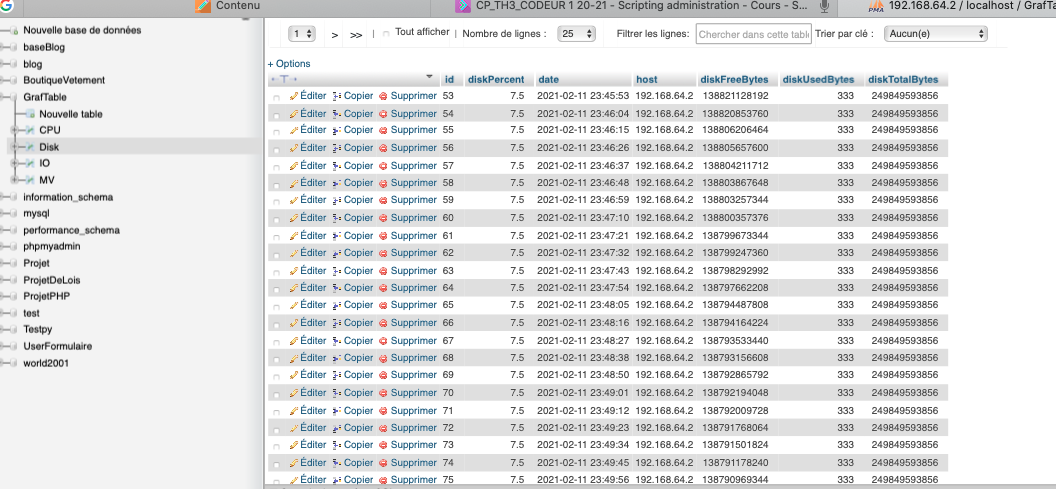 Contenu
CP_TH3_CODEUR 1 20-21 - Scripting administration - Cours - S...
192.168.64.2 / localhost / GrafTa
PMA
Nouvelle base de données
baseBlog
blog
BoutiqueVetement
GrafTable
Nouvelle table
CPU
Disk
IO
MV
information_schema
mysql
performance_schema
phpmyadmin
Projet
ProjetDeLois
ProjetPHP
test
Testpy
UserFormulaire
world2001
1 > >> | Tout afficher | Nombre de lignes : 25 Filtrer les lignes: Chercher dans cette table Trier par clé : Aucun(e)
+ Options
←T→ id diskPercent date host diskFreeBytes diskUsedBytes diskTotalBytes
Éditer Copier Supprimer 53 7.5 2021-02-11 23:45:53 192.168.64.2 138821128192 333 249849593856
Éditer Copier Supprimer 54 7.5 2021-02-11 23:46:04 192.168.64.2 138820853760 333 249849593856
Éditer Copier Supprimer 55 7.5 2021-02-11 23:46:15 192.168.64.2 138806206464 333 249849593856
Éditer Copier Supprimer 56 7.5 2021-02-11 23:46:26 192.168.64.2 138805657600 333 249849593856
Éditer Copier Supprimer 57 7.5 2021-02-11 23:46:37 192.168.64.2 138804211712 333 249849593856
Éditer Copier Supprimer 58 7.5 2021-02-11 23:46:48 192.168.64.2 138803867648 333 249849593856
Éditer Copier Supprimer 59 7.5 2021-02-11 23:46:59 192.168.64.2 138803257344 333 249849593856
Éditer Copier Supprimer 60 7.5 2021-02-11 23:47:10 192.168.64.2 138800357376 333 249849593856
Éditer Copier Supprimer 61 7.5 2021-02-11 23:47:21 192.168.64.2 138799673344 333 249849593856
Éditer Copier Supprimer 62 7.5 2021-02-11 23:47:32 192.168.64.2 138799247360 333 249849593856
Éditer Copier Supprimer 63 7.5 2021-02-11 23:47:43 192.168.64.2 138798292992 333 249849593856
Éditer Copier Supprimer 64 7.5 2021-02-11 23:47:54 192.168.64.2 138797662208 333 249849593856
Éditer Copier Supprimer 65 7.5 2021-02-11 23:48:05 192.168.64.2 138794487808 333 249849593856
Éditer Copier Supprimer 66 7.5 2021-02-11 23:48:16 192.168.64.2 138794164224 333 249849593856
Éditer Copier Supprimer 67 7.5 2021-02-11 23:48:27 192.168.64.2 138793533440 333 249849593856
Éditer Copier Supprimer 68 7.5 2021-02-11 23:48:38 192.168.64.2 138793156608 333 249849593856
Éditer Copier Supprimer 69 7.5 2021-02-11 23:48:50 192.168.64.2 138792865792 333 249849593856
Éditer Copier Supprimer 70 7.5 2021-02-11 23:49:01 192.168.64.2 138792194048 333 249849593856
Éditer Copier Supprimer 71 7.5 2021-02-11 23:49:12 192.168.64.2 138792009728 333 249849593856
Éditer Copier Supprimer 72 7.5 2021-02-11 23:49:23 192.168.64.2 138791768064 333 249849593856
Éditer Copier Supprimer 73 7.5 2021-02-11 23:49:34 192.168.64.2 138791501824 333 249849593856
Éditer Copier Supprimer 74 7.5 2021-02-11 23:49:45 192.168.64.2 138791178240 333 249849593856
Éditer Copier Supprimer 75 7.5 2021-02-11 23:49:56 192.168.64.2 138790969344 333 249849593856